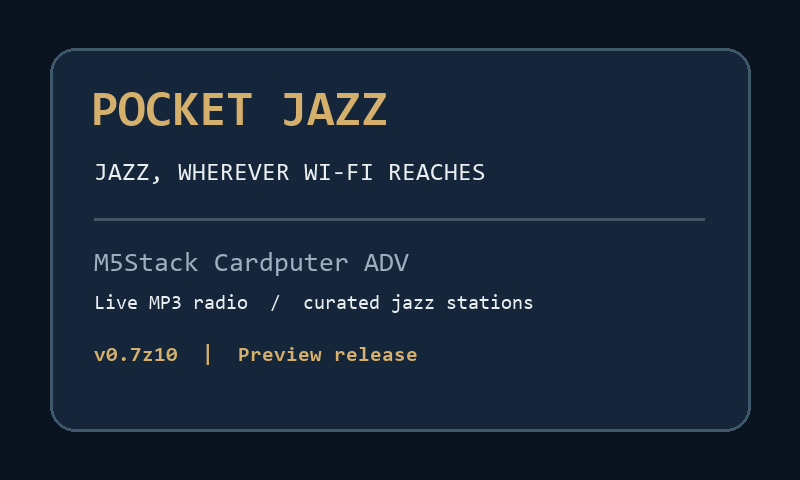 POCKET JAZZ
JAZZ, WHEREVER WI-FI REACHES
M5Stack Cardputer ADV
Live MP3 radio / curated jazz stations
v0.7z10 | Preview release